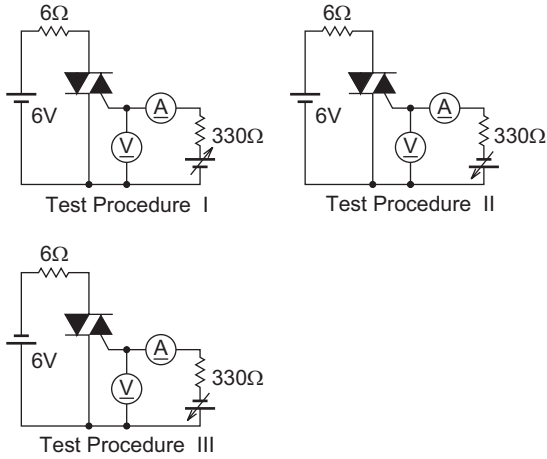 6Ω
6V
A
V
330Ω
Test Procedure I
6Ω
6V
A
V
330Ω
Test Procedure II
6Ω
6V
A
V
330Ω
Test Procedure III